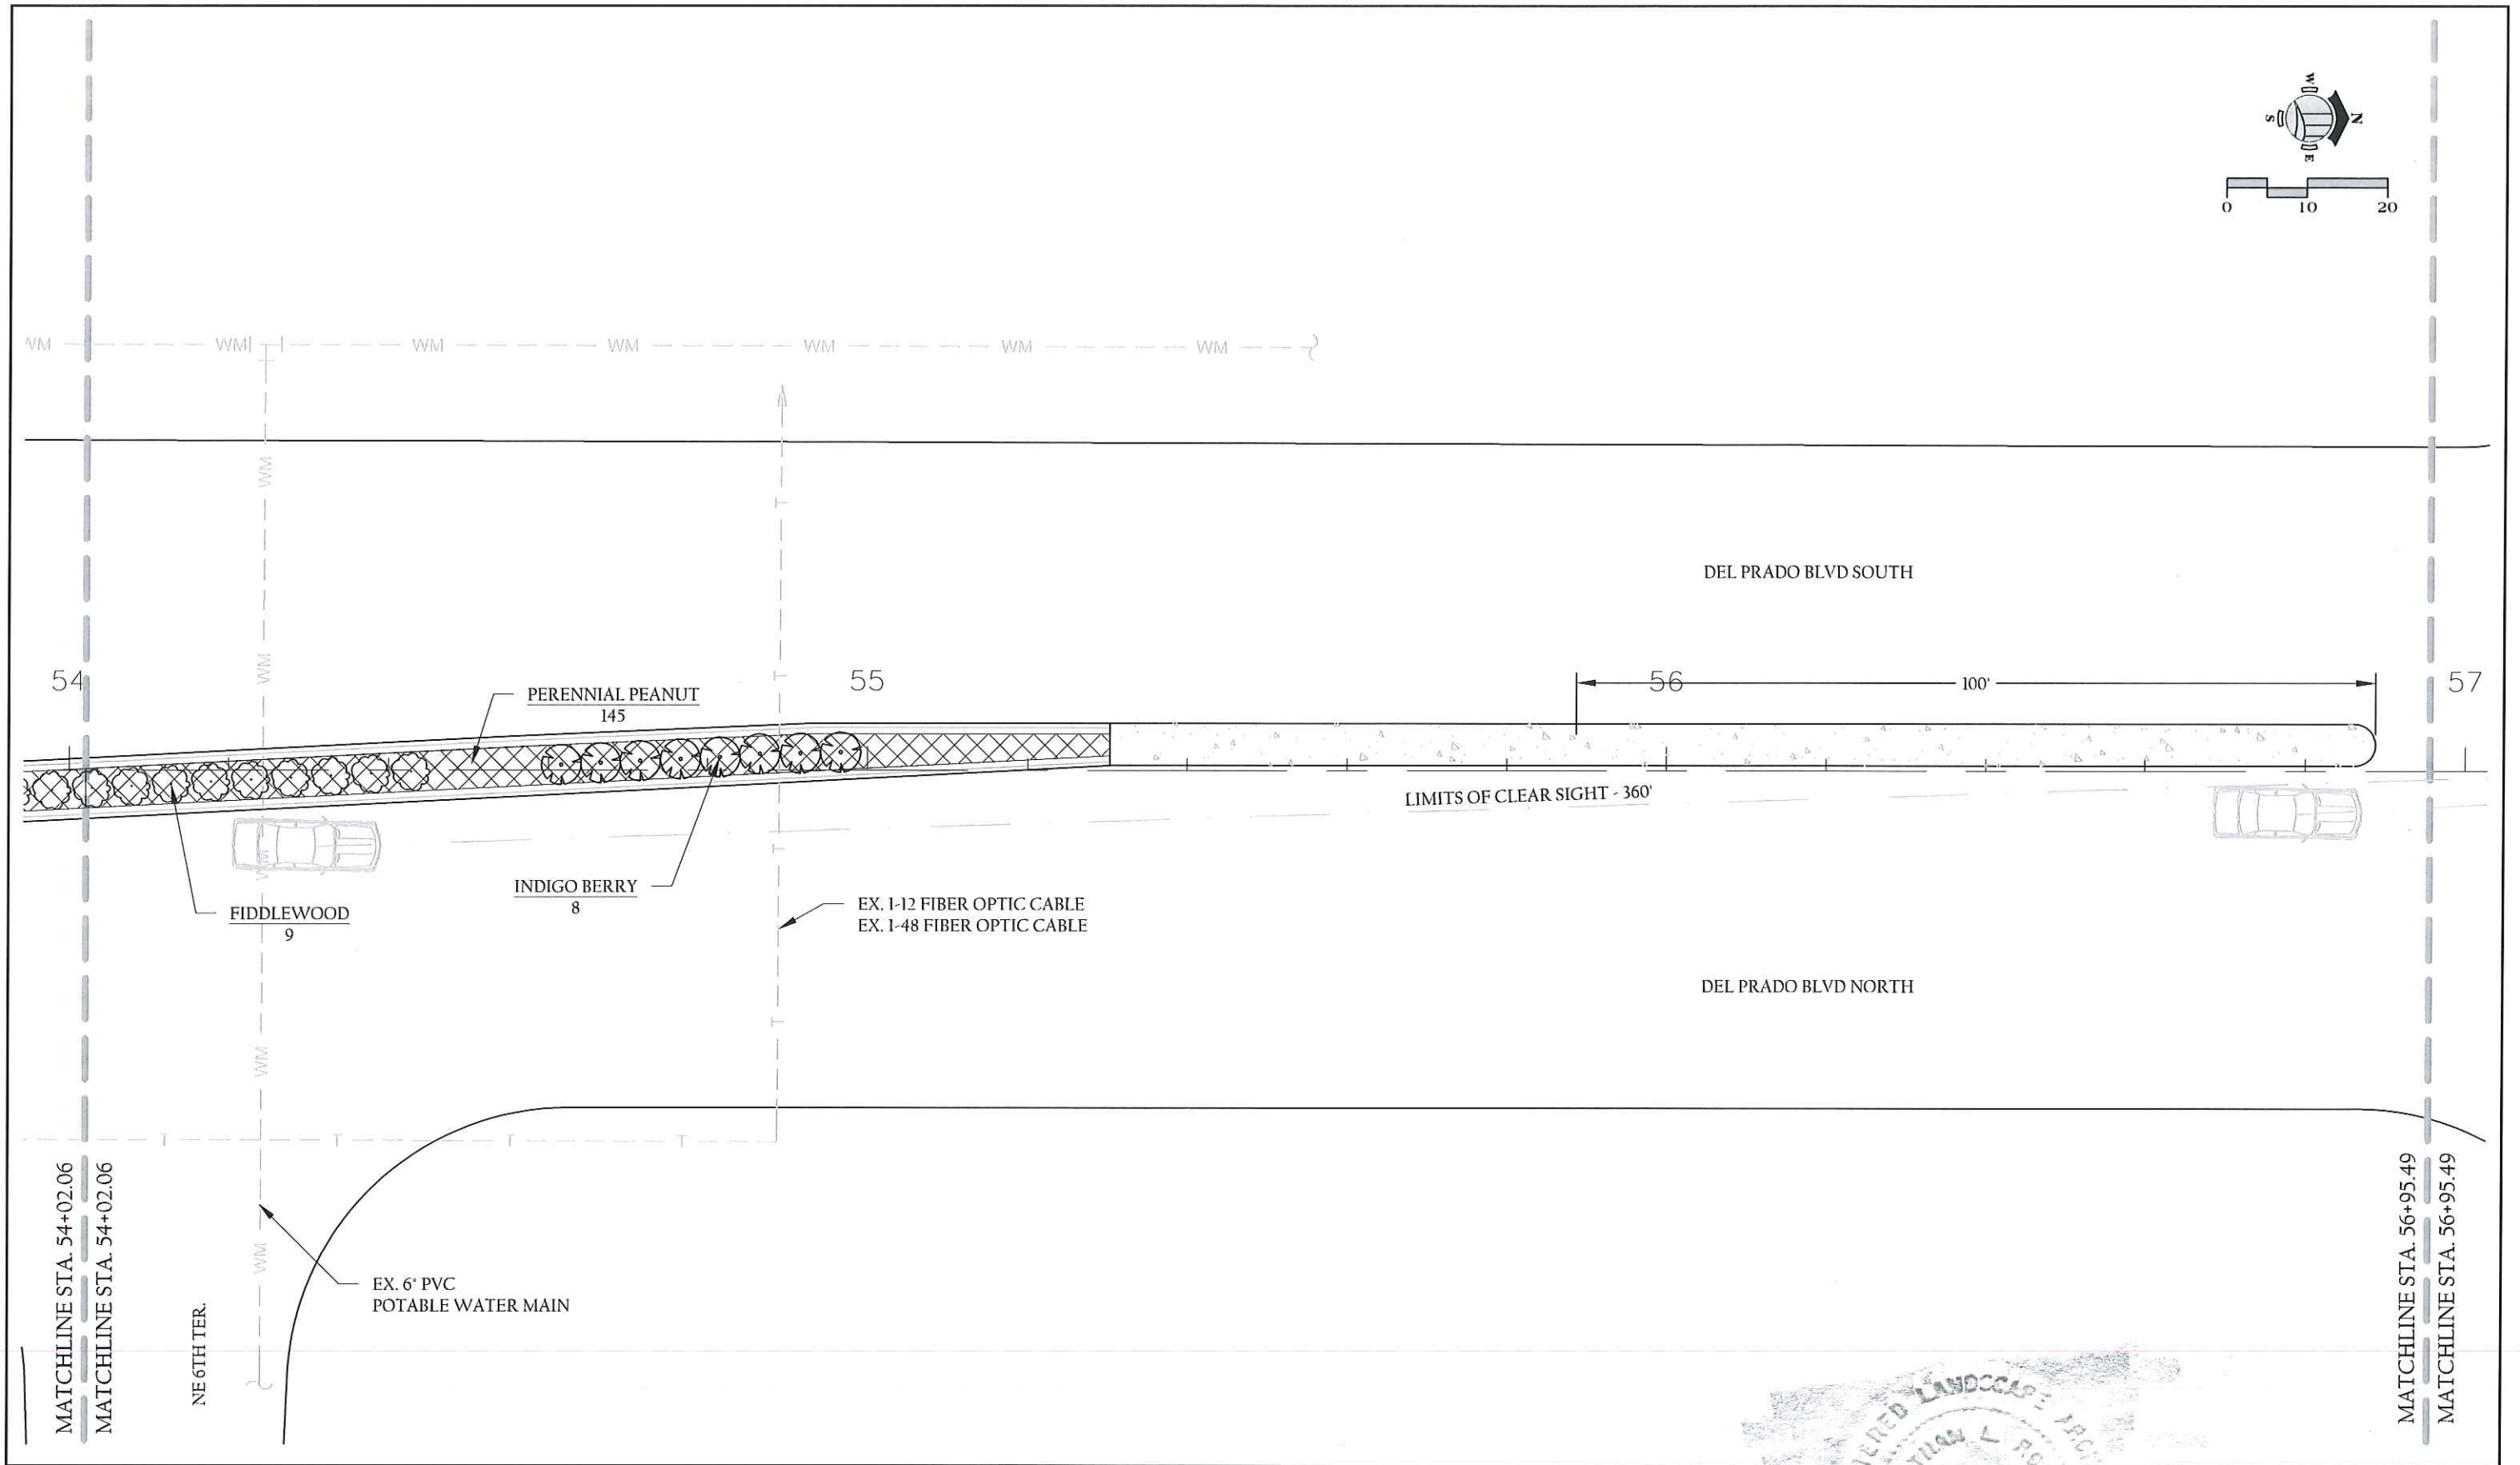 W
N
S
E
0 10 20
WM WM WM WM WM WM
WM
DEL PRADO BLVD SOUTH
WM
T
54
55
56
57
100'
PERENNIAL PEANUT
145
LIMITS OF CLEAR SIGHT - 360'
WM
INDIGO BERRY
8
FIDDLEWOOD
9
EX. 1-12 FIBER OPTIC CABLE
EX. 1-48 FIBER OPTIC CABLE
DEL PRADO BLVD NORTH
WM
T T T T
WM
EX. 6" PVC
POTABLE WATER MAIN
NE 6TH TER.
MATCHLINE STA. 54+02.06
MATCHLINE STA. 54+02.06
MATCHLINE STA. 56+95.49
MATCHLINE STA. 56+95.49
LANDSCAPE